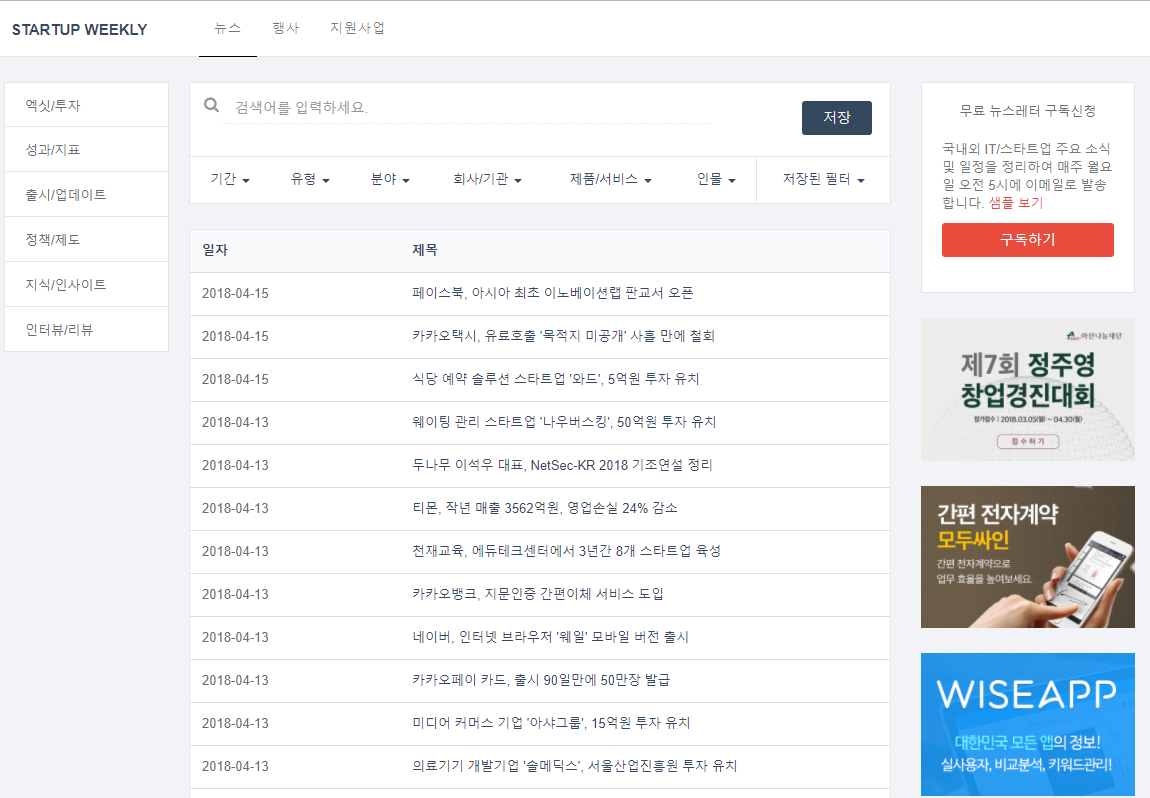 STARTUP WEEKLY
뉴스
행사
지원사업
엑싯/투자
성과/지표
출시/업데이트
정책/제도
지식/인사이트
인터뷰/리뷰
검색어를 입력하세요.
저장
기간
유형
분야
회사/기관
제품/서비스
인물
저장된 필터
일자 제목
2018-04-15 페이스북, 아시아 최초 이노베이션랩 판교서 오픈
2018-04-15 카카오택시, 유료호출 '목적지 미공개' 사흘 만에 철회
2018-04-15 식당 예약 솔루션 스타트업 '와드', 5억원 투자 유치
2018-04-13 웨이팅 관리 스타트업 '나우버스킹', 50억원 투자 유치
2018-04-13 두나무 이석우 대표, NetSec-KR 2018 기조연설 정리
2018-04-13 티몬, 작년 매출 3562억원, 영업손실 24% 감소
2018-04-13 천재교육, 에듀테크센터에서 3년간 8개 스타트업 육성
2018-04-13 카카오뱅크, 지문인증 간편이체 서비스 도입
2018-04-13 네이버, 인터넷 브라우저 '웨일' 모바일 버전 출시
2018-04-13 카카오페이 카드, 출시 90일만에 50만장 발급
2018-04-13 미디어 커머스 기업 '아샤그룹', 15억원 투자 유치
2018-04-13 의료기기 개발기업 '솔메딕스', 서울산업진흥원 투자 유치
무료 뉴스레터 구독신청
국내외 IT/스타트업 주요 소식
및 일정을 정리하여 매주 월요
일 오전 5시에 이메일로 발송
합니다. 샘플 보기
구독하기
아산나눔재단
제7회 정주영
창업경진대회
참가접수 | 2018.03.05(월) ~ 04.30(월)
접수하기
간편 전자계약
모두싸인
간편 전자계약으로
업무 효율을 높여보세요.
WISEAPP
대한민국 모든 앱의 정보!
실사용자, 비교분석, 키워드관리!